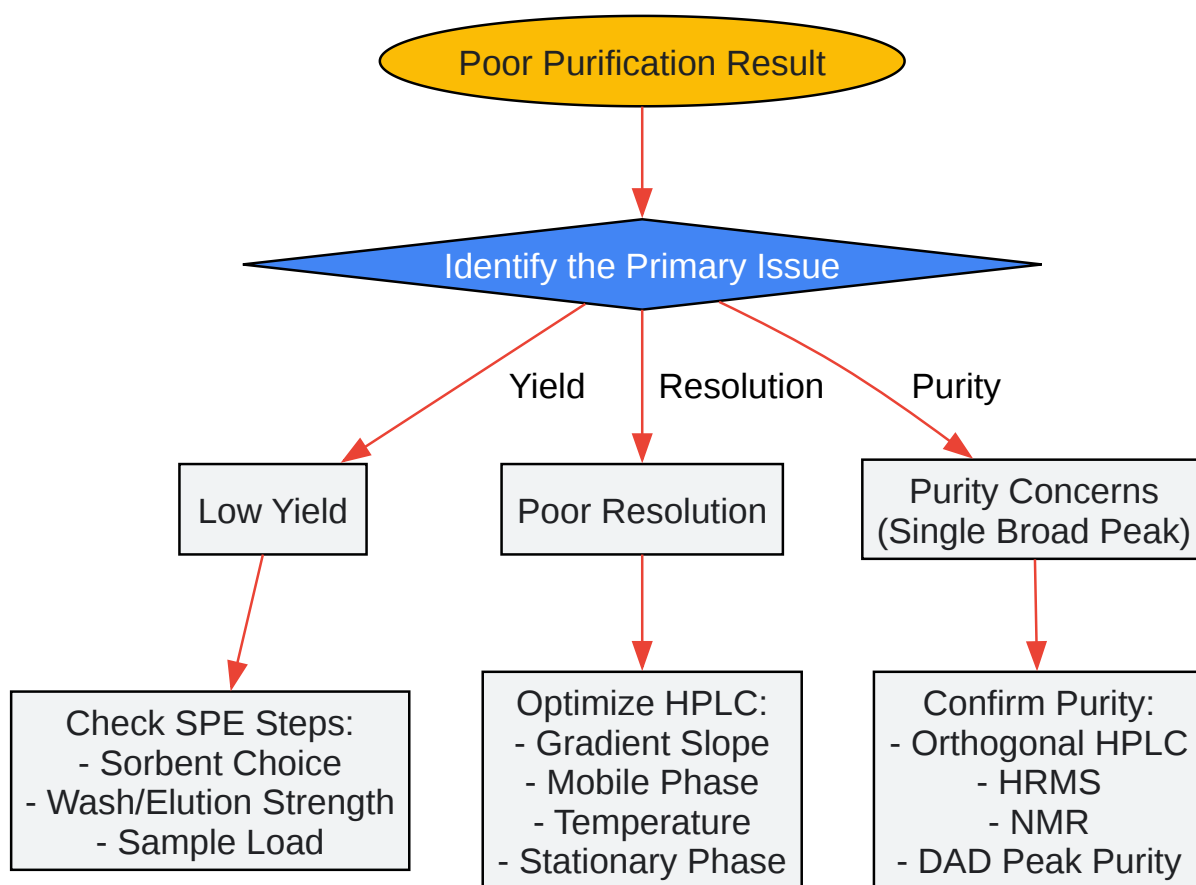 Poor Purification Result
Identify the Primary Issue
Yield
Resolution
Purity
Low Yield
Poor Resolution
Purity Concerns
(Single Broad Peak)
Check SPE Steps:
- Sorbent Choice
- Wash/Elution Strength
- Sample Load
Optimize HPLC:
- Gradient Slope
- Mobile Phase
- Temperature
- Stationary Phase
Confirm Purity:
- Orthogonal HPLC
- HRMS
- NMR
- DAD Peak Purity